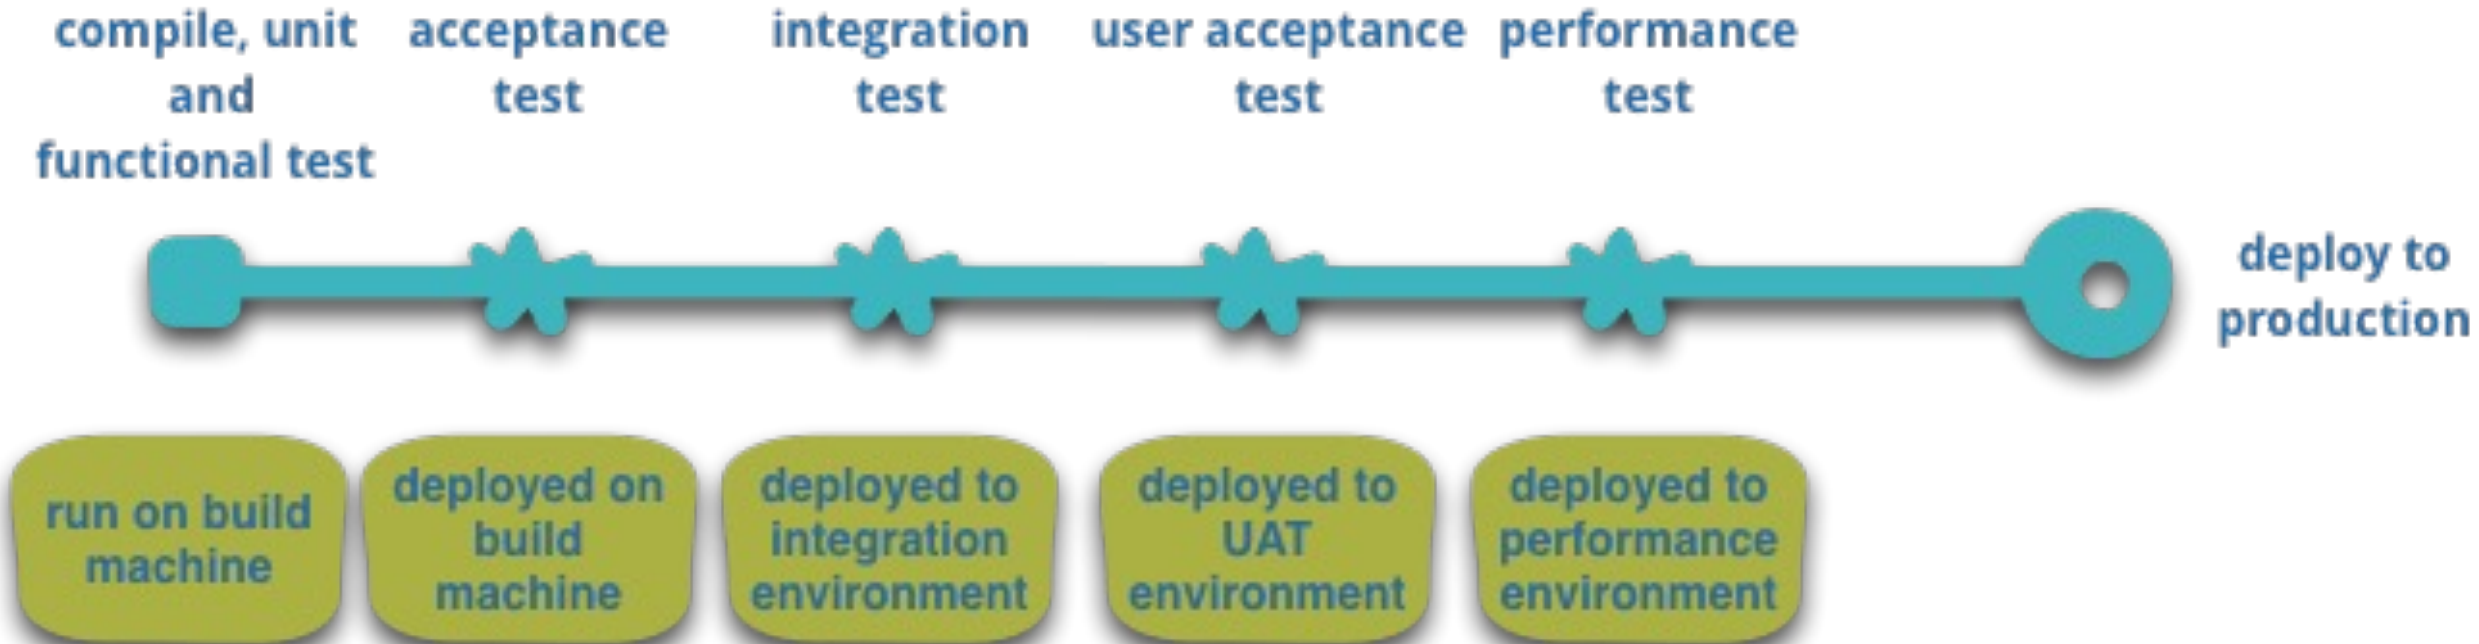 compile, unit
and
functional test
acceptance
test
integration
test
user acceptance
test
performance
test
deploy to
production
run on build
machine
deployed on
build
machine
deployed to
integration
environment
deployed to
UAT
environment
deployed to
performance
environment